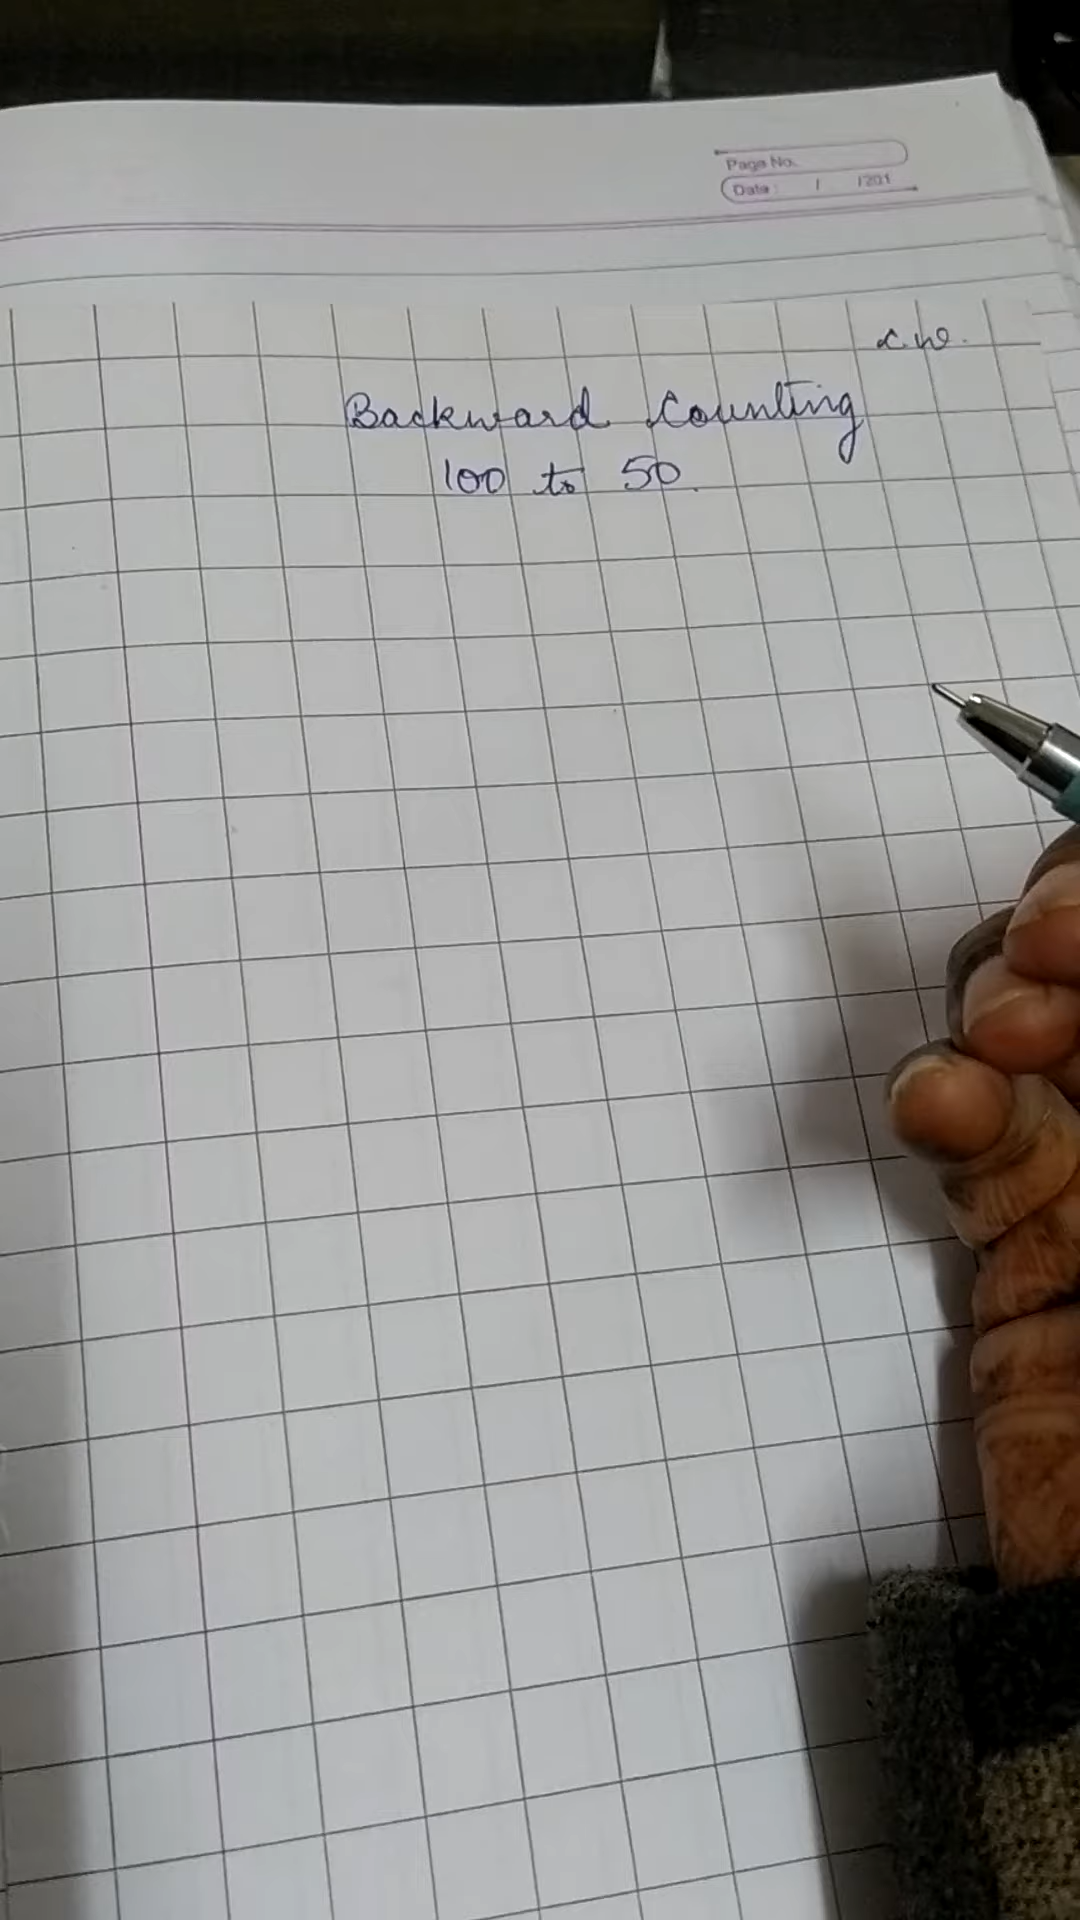 Page No.
Date : / /201
c.w.
Backward Counting
100 to 50.